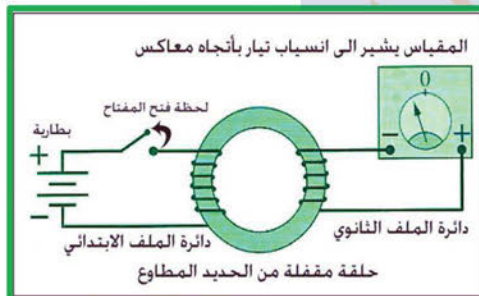 المقياس يشير الى انسياب تيار بأتجاه معاكس
0
لحظة فتح المفتاح
بطارية
+
− +
−
دائرة الملف الثانوي
دائرة الملف الابتدائي
حلقة مقفلة من الحديد المطاوع